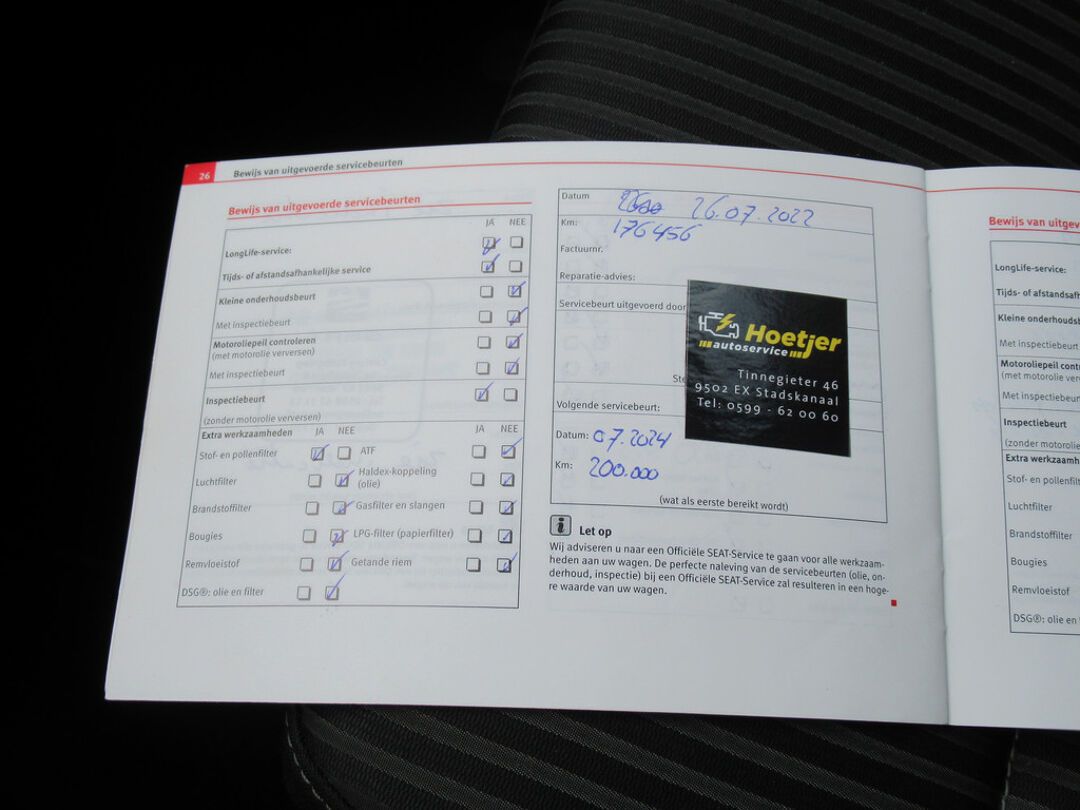 26 Bewijs van uitgevoerde servicebeurten
Bewijs van uitgevoerde servicebeurten
JA NEE
LongLife-service:
Tijds- of afstandsafhankelijke service
Kleine onderhoudsbeurt
Met inspectiebeurt
Motoroliepeil controleren
(met motorolie verversen)
Met inspectiebeurt
Inspectiebeurt
(zonder motorolie verversen)
Extra werkzaamheden JA NEE JA NEE
Stof- en pollenfilter ATF
Luchtfilter Haldex-koppeling
(olie)
Brandstoffilter Gasfilter en slangen
Bougies LPG-filter (papierfilter)
Remvloeistof Getande riem
DSG®: olie en filter
Datum 26.07.2022
Km: 176456
Factuurnr.
Reparatie-advies:
Servicebeurt uitgevoerd door
Hoetjer
autoservice
Tinnegieter 46
9502 EX Stadskanaal
Tel: 0599 - 62 00 60
Ste
Volgende servicebeurt:
Datum: 07.2024
Km: 200.000
(wat als eerste bereikt wordt)
i Let op
Wij adviseren u naar een Officiële SEAT-Service te gaan voor alle werkzaam-
heden aan uw wagen. De perfecte naleving van de servicebeurten (olie, on-
derhoud, inspectie) bij een Officiële SEAT-Service zal resulteren in een hoge-
re waarde van uw wagen.
Bewijs van uitgev
LongLife-service:
Tijds- of afstandsafh
Kleine onderhoudsb
Met inspectiebeurt
Motoroliepeil contr
(met motorolie verv
Met inspectiebeur
Inspectiebeurt
(zonder motorolie
Extra werkzaamh
Stof- en pollenfilt
Luchtfilter
Brandstoffilter
Bougies
Remvloeistof
DSG®: olie en